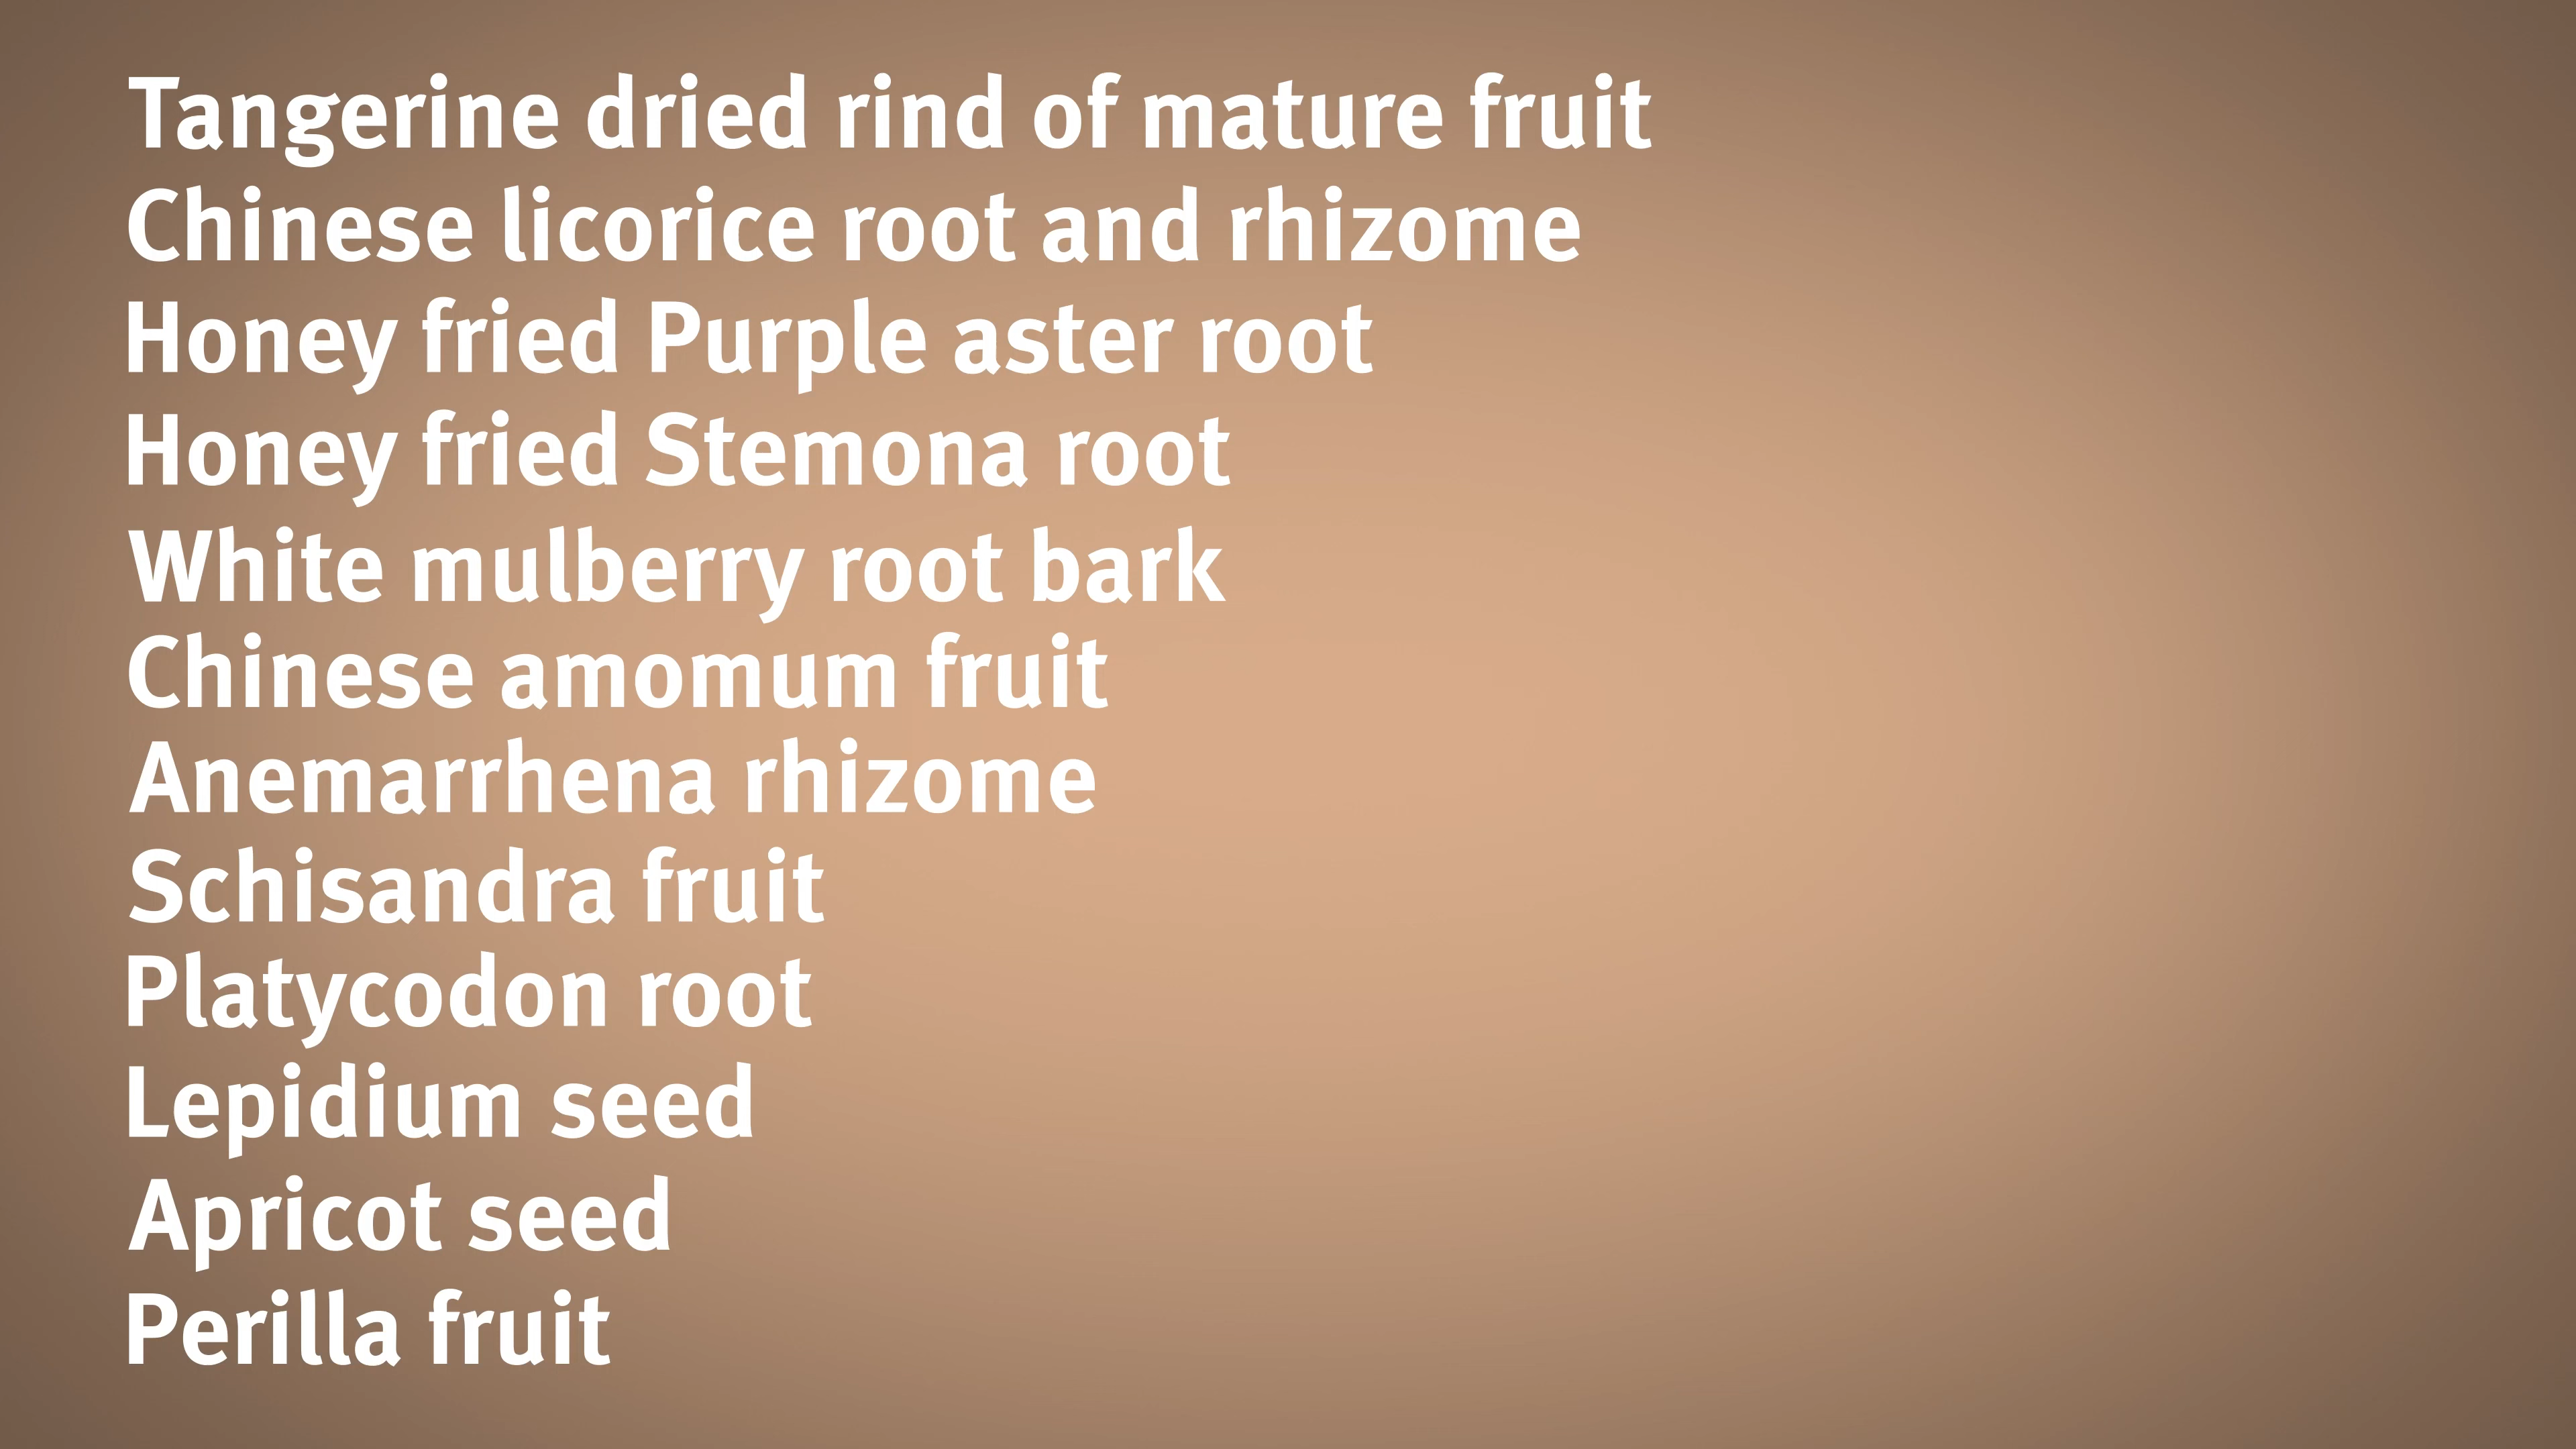 Tangerine dried rind of mature fruit
Chinese licorice root and rhizome
Honey fried Purple aster root
Honey fried Stemona root
White mulberry root bark
Chinese amomum fruit
Anemarrhena rhizome
Schisandra fruit
Platycodon root
Lepidium seed
Apricot seed
Perilla fruit